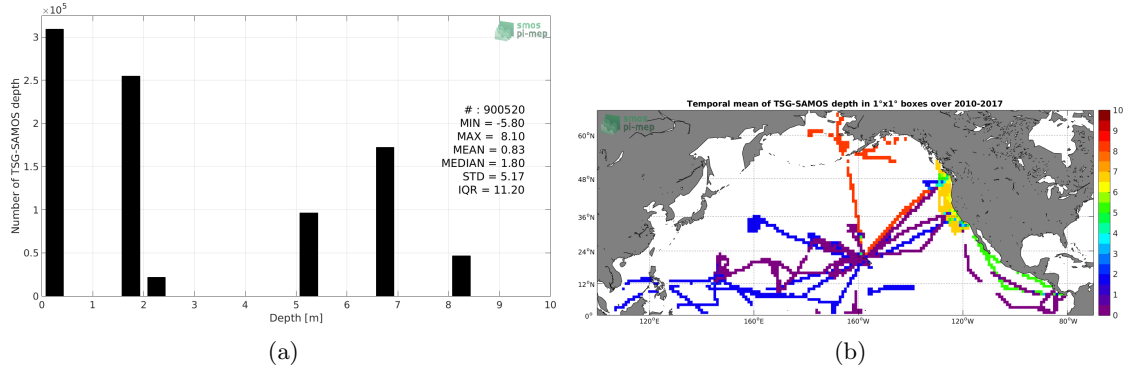 ×10⁵
smos
pi-mep
3
2.5
2
1.5
1
0.5
0
Number of TSG-SAMOS depth
# : 900520
MIN = -5.80
MAX = 8.10
MEAN = 0.83
MEDIAN = 1.80
STD = 5.17
IQR = 11.20
0 1 2 3 4 5 6 7 8 9 10
Depth [m]
(a)
Temporal mean of TSG-SAMOS depth in 1°x1° boxes over 2010-2017
smos
pi-mep
60°N
48°N
36°N
24°N
12°N
0°
120°E 160°E 160°W 120°W 80°W
10
9
8
7
6
5
4
3
2
1
0
(b)